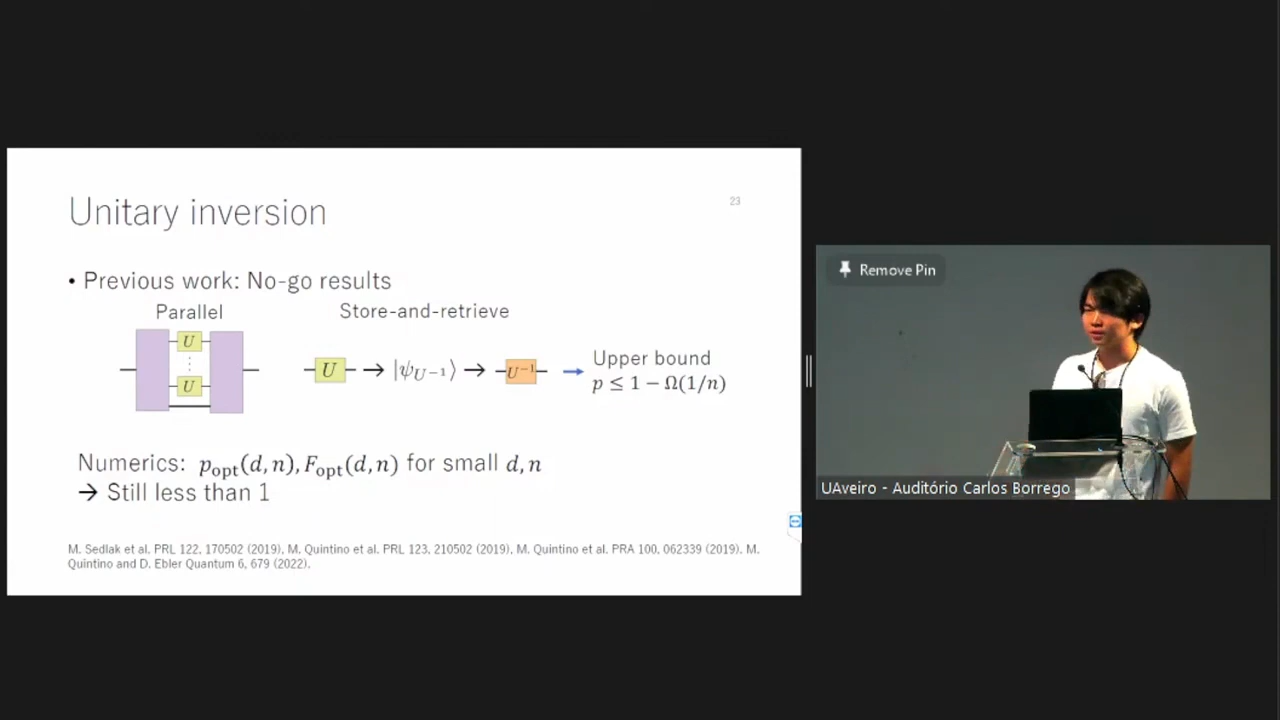 Unitary inversion
23
• Previous work: No-go results
Parallel
Store-and-retrieve
U
⋮
U
U → |ψ_{U−1}⟩ → U⁻¹
Upper bound
p ≤ 1 − Ω(1/n)
Numerics: p_opt(d, n), F_opt(d, n) for small d, n
→ Still less than 1
M. Sedlak et al. PRL 122, 170502 (2019), M. Quintino et al. PRL 123, 210502 (2019), M. Quintino et al. PRA 100, 062339 (2019). M.
Quintino and D. Ebler Quantum 6, 679 (2022).
Remove Pin
UAveiro - Auditório Carlos Borrego